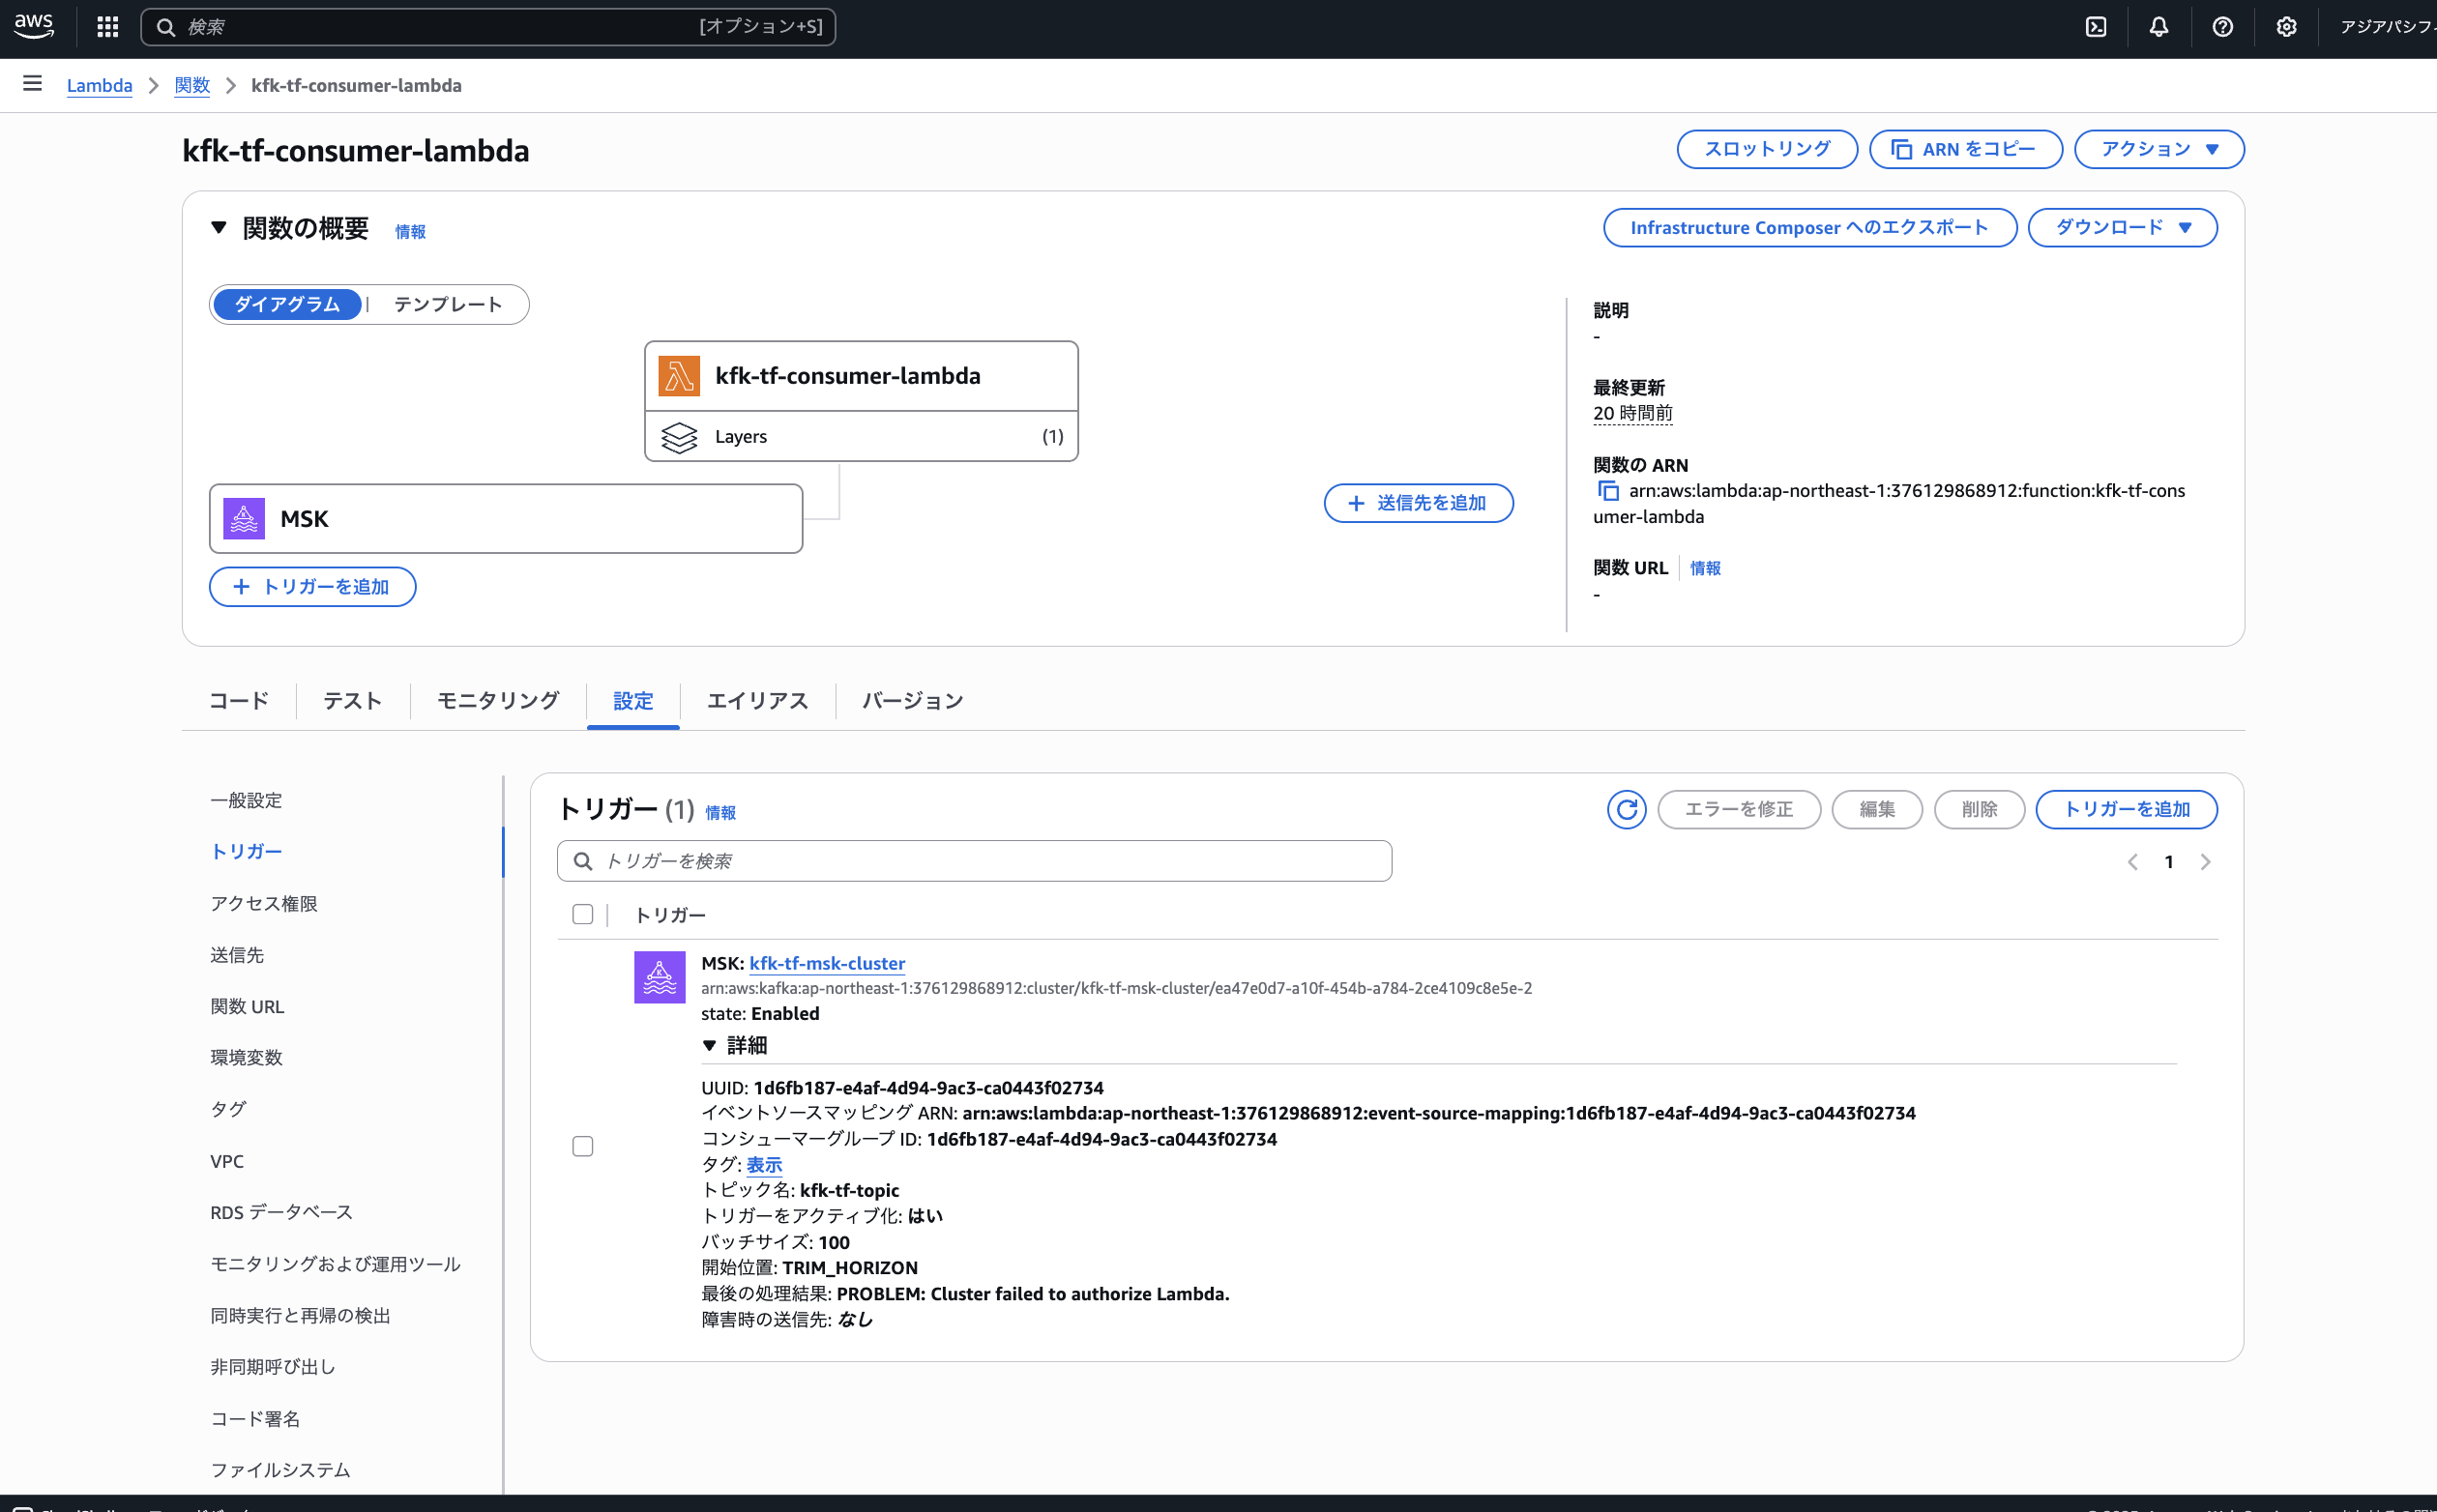 aws
検索
[オプション+S]
アジアパシフ
Lambda
関数
kfk-tf-consumer-lambda
kfk-tf-consumer-lambda
スロットリング
ARN をコピー
アクション
関数の概要
情報
Infrastructure Composer へのエクスポート
ダウンロード
ダイアグラム
テンプレート
kfk-tf-consumer-lambda
Layers
(1)
MSK
トリガーを追加
送信先を追加
説明
-
最終更新
20 時間前
関数の ARN
arn:aws:lambda:ap-northeast-1:376129868912:function:kfk-tf-cons
umer-lambda
関数 URL
情報
-
コード
テスト
モニタリング
設定
エイリアス
バージョン
一般設定
トリガー
アクセス権限
送信先
関数 URL
環境変数
タグ
VPC
RDS データベース
モニタリングおよび運用ツール
同時実行と再帰の検出
非同期呼び出し
コード署名
ファイルシステム
トリガー (1) 情報
エラーを修正
編集
削除
トリガーを追加
トリガーを検索
1
トリガー
MSK: kfk-tf-msk-cluster
arn:aws:kafka:ap-northeast-1:376129868912:cluster/kfk-tf-msk-cluster/ea47e0d7-a10f-454b-a784-2ce4109c8e5e-2
state: Enabled
詳細
UUID: 1d6fb187-e4af-4d94-9ac3-ca0443f02734
イベントソースマッピング ARN: arn:aws:lambda:ap-northeast-1:376129868912:event-source-mapping:1d6fb187-e4af-4d94-9ac3-ca0443f02734
コンシューマーグループ ID: 1d6fb187-e4af-4d94-9ac3-ca0443f02734
タグ: 表示
トピック名: kfk-tf-topic
トリガーをアクティブ化: はい
バッチサイズ: 100
開始位置: TRIM_HORIZON
最後の処理結果: PROBLEM: Cluster failed to authorize Lambda.
障害時の送信先: なし